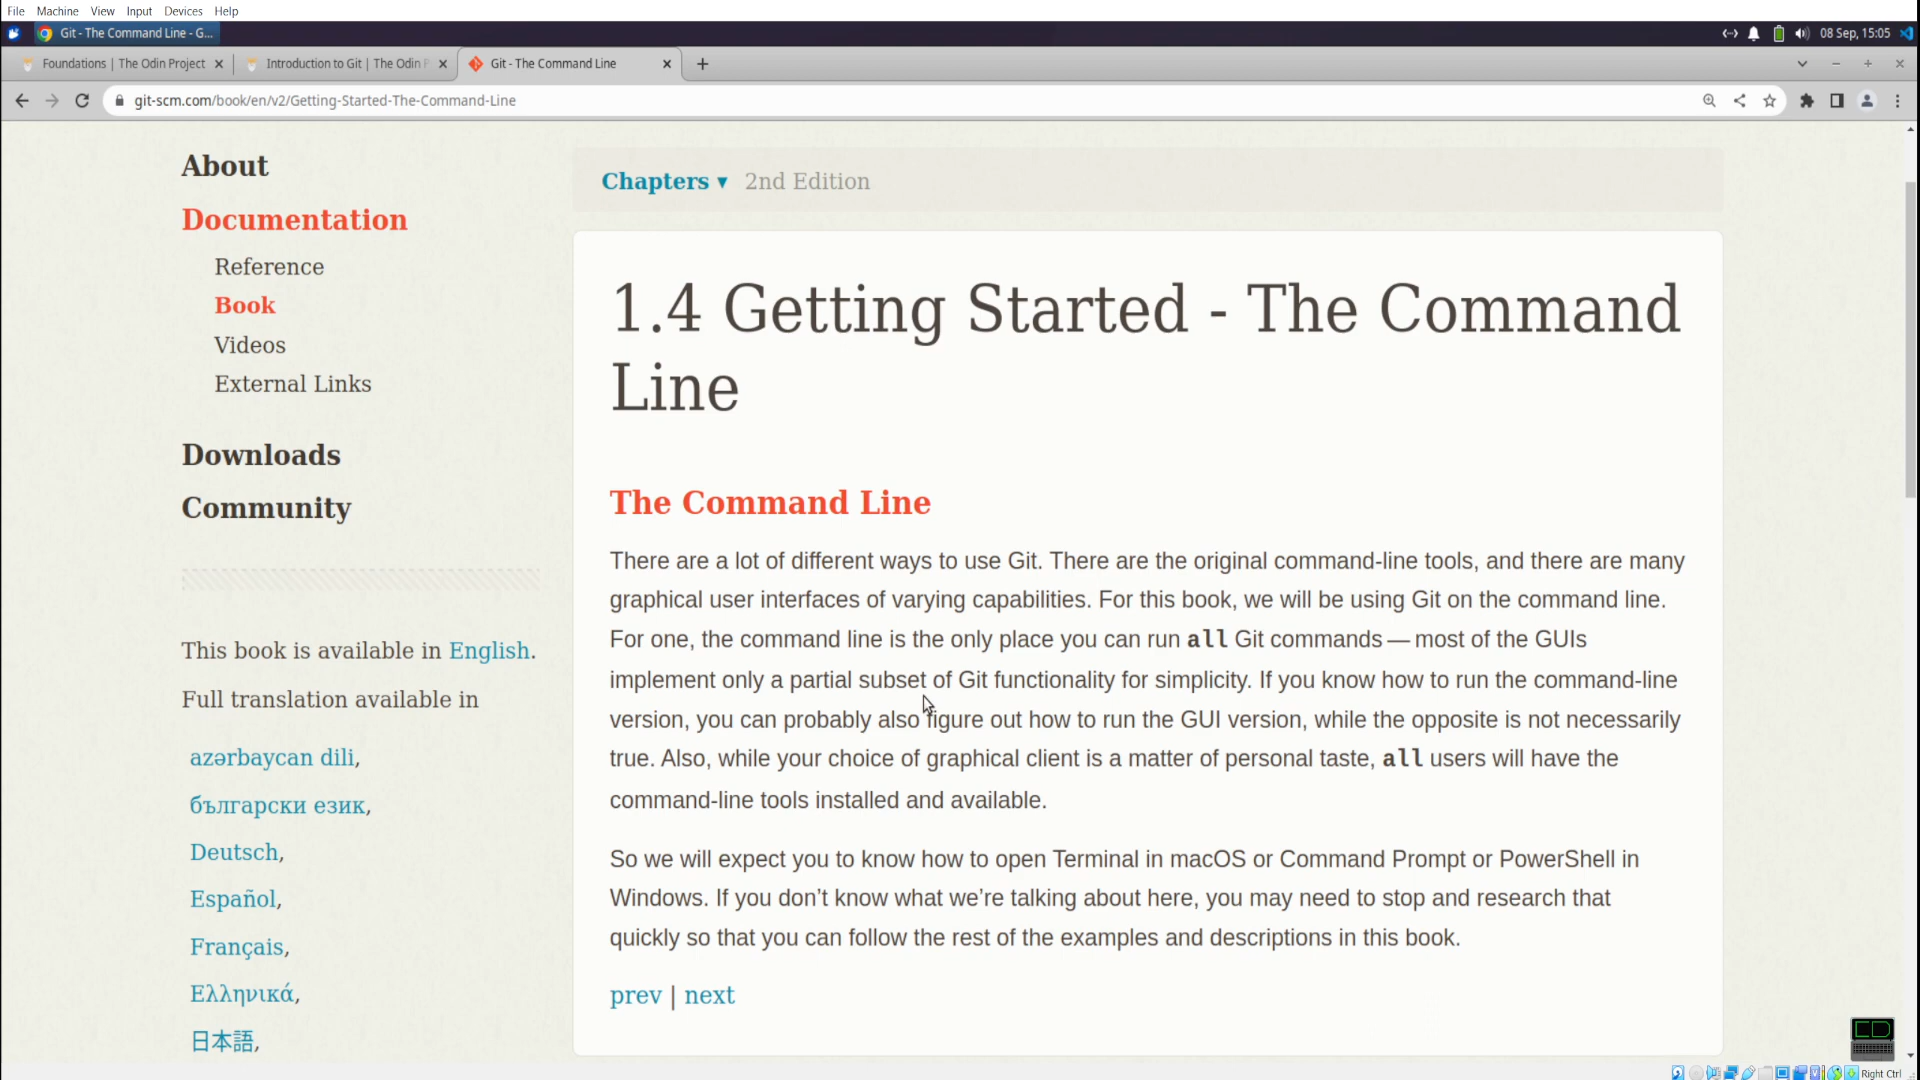 File Machine View Input Devices Help
Git - The Command Line - G...
08 Sep, 15:05
Foundations | The Odin Project
Introduction to Git | The Odin P
Git - The Command Line
git-scm.com/book/en/v2/Getting-Started-The-Command-Line
About
Documentation
Reference
Book
Videos
External Links
Downloads
Community
This book is available in English.
Full translation available in
azərbaycan dili,
български език,
Deutsch,
Español,
Français,
Ελληνικά,
日本語,
Chapters ▾ 2nd Edition
1.4 Getting Started - The Command
Line
The Command Line
There are a lot of different ways to use Git. There are the original command-line tools, and there are many
graphical user interfaces of varying capabilities. For this book, we will be using Git on the command line.
For one, the command line is the only place you can run all Git commands — most of the GUIs
implement only a partial subset of Git functionality for simplicity. If you know how to run the command-line
version, you can probably also figure out how to run the GUI version, while the opposite is not necessarily
true. Also, while your choice of graphical client is a matter of personal taste, all users will have the
command-line tools installed and available.
So we will expect you to know how to open Terminal in macOS or Command Prompt or PowerShell in
Windows. If you don’t know what we’re talking about here, you may need to stop and research that
quickly so that you can follow the rest of the examples and descriptions in this book.
prev | next
CD
Right Ctrl